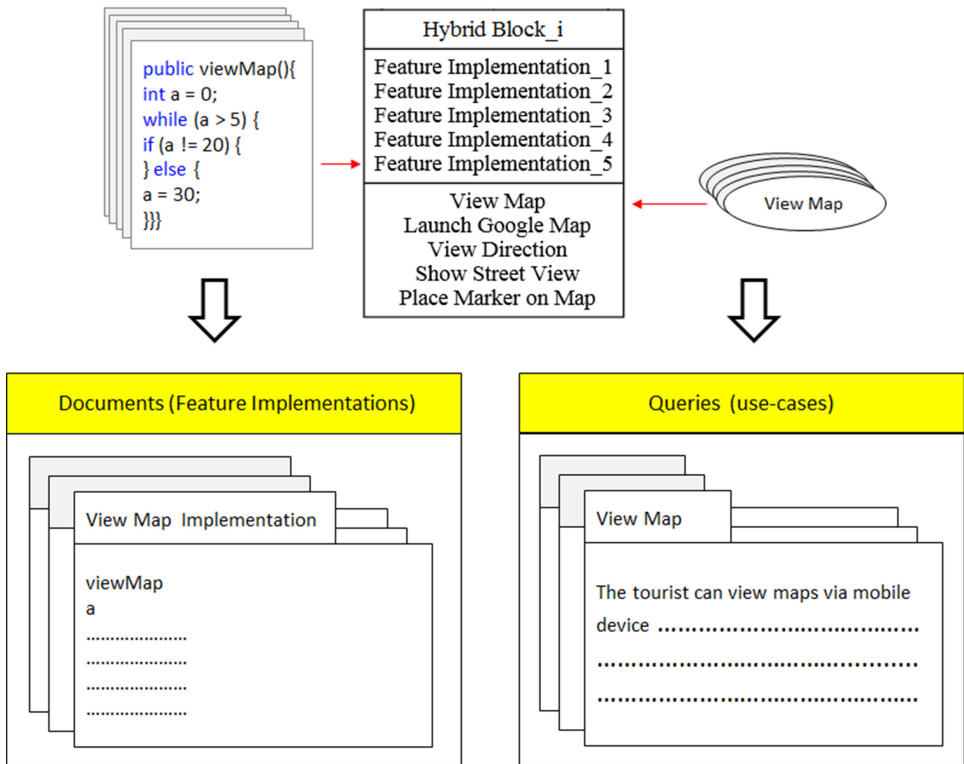 public viewMap(){
int a = 0;
while (a > 5) {
if (a != 20) {
} else {
a = 30;
}}}
Hybrid Block_i
Feature Implementation_1
Feature Implementation_2
Feature Implementation_3
Feature Implementation_4
Feature Implementation_5
View Map
Launch Google Map
View Direction
Show Street View
Place Marker on Map
View Map
Documents (Feature Implementations)
View Map Implementation
viewMap
a
.....................
.....................
.....................
.....................
Queries (use-cases)
View Map
The tourist can view maps via mobile
device ......................................
...............................................
...............................................